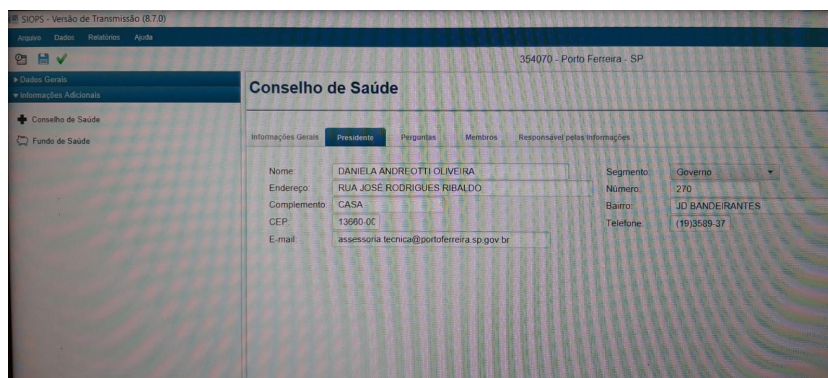 SIOPS - Versão de Transmissão (8.7.0)
Arquivo Dados Relatórios Ajuda
354070 - Porto Ferreira - SP
Dados Gerais
Informações Adicionais
Conselho de Saúde
Fundo de Saúde
Conselho de Saúde
Informações Gerais Presidente Perguntas Membros Responsável pelas Informações
Nome: DANIELA ANDREOTTI OLIVEIRA Segmento: Governo
Endereço: RUA JOSÉ RODRIGUES RIBALDO Número: 270
Complemento: CASA Bairro: JD BANDEIRANTES
CEP: 13660-00 Telefone: (19)3589-37
E-mail: assessoria.tecnica@portoferreira.sp.gov.br